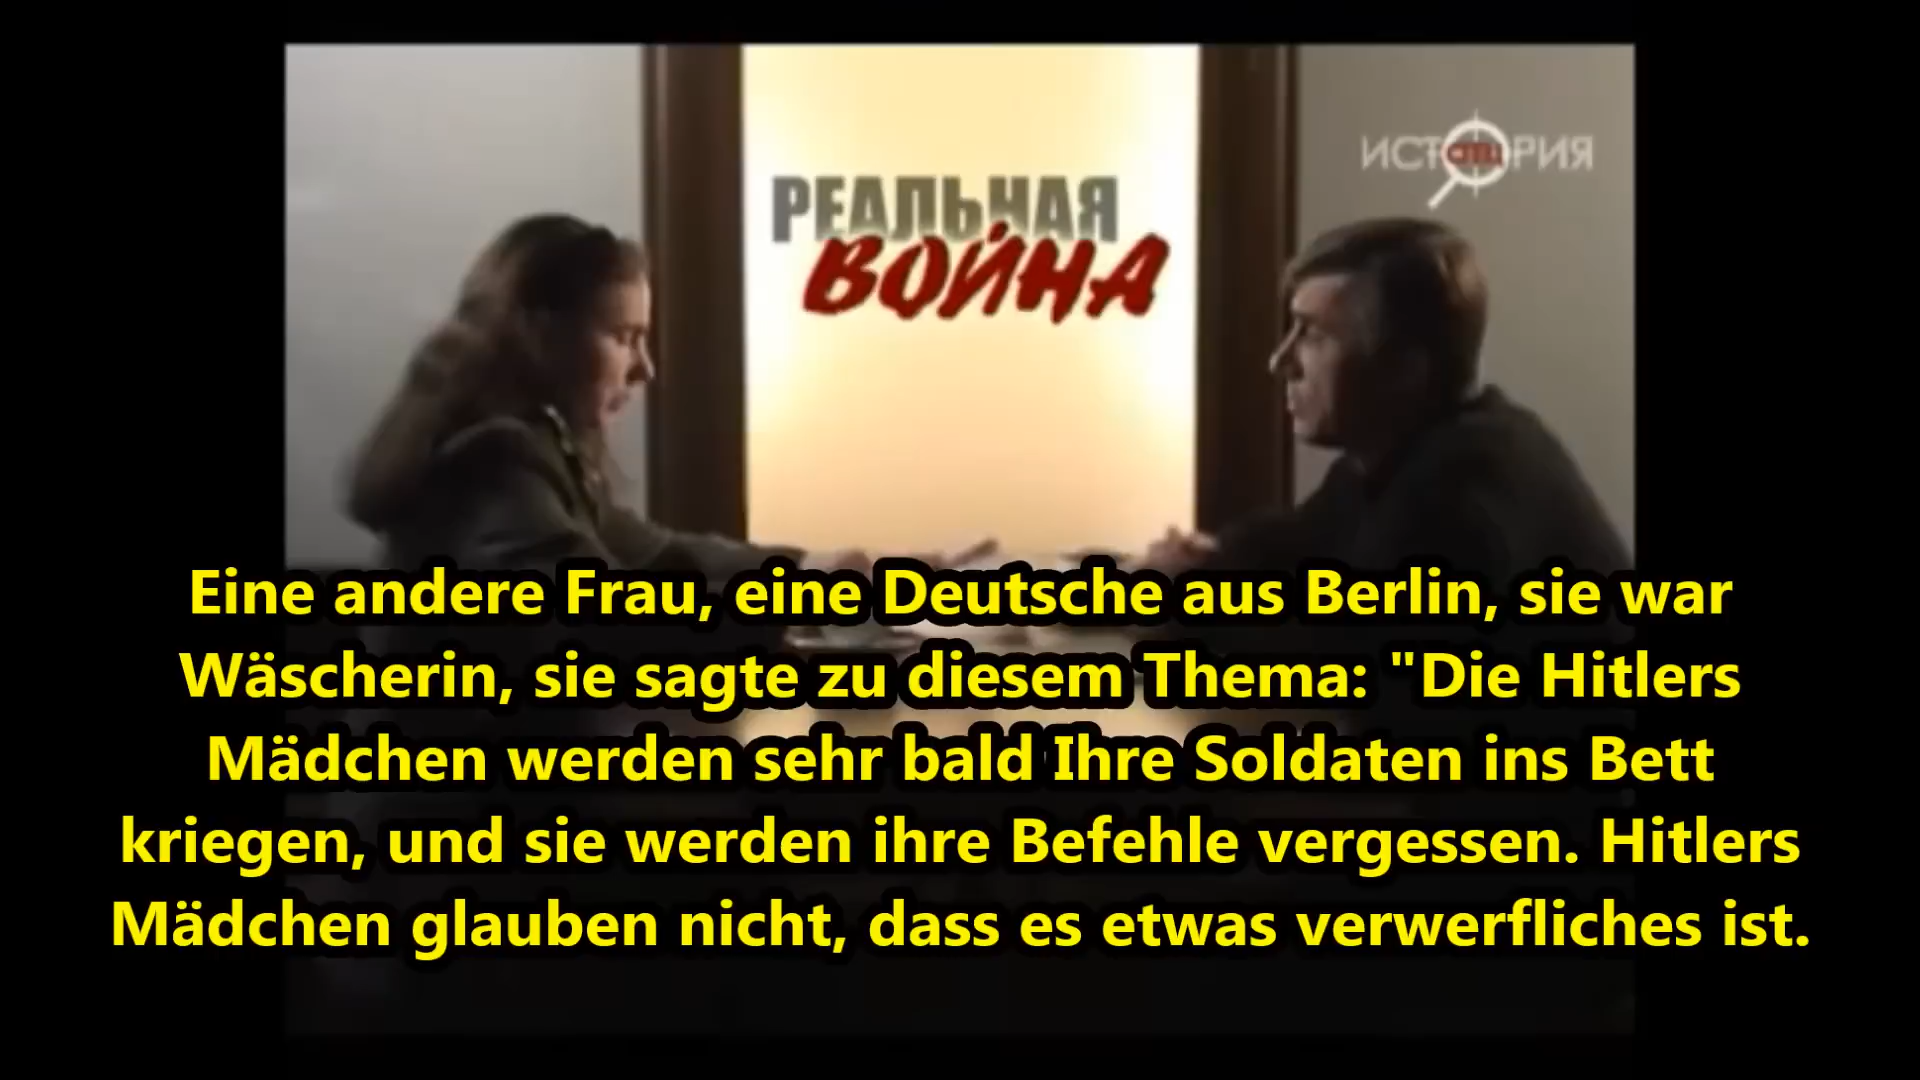 ИСТОРИЯ
РЕАЛЬНАЯ
ВОЙНА
Eine andere Frau, eine Deutsche aus Berlin, sie war
Wäscherin, sie sagte zu diesem Thema: "Die Hitlers
Mädchen werden sehr bald Ihre Soldaten ins Bett
kriegen, und sie werden ihre Befehle vergessen. Hitlers
Mädchen glauben nicht, dass es etwas verwerfliches ist.